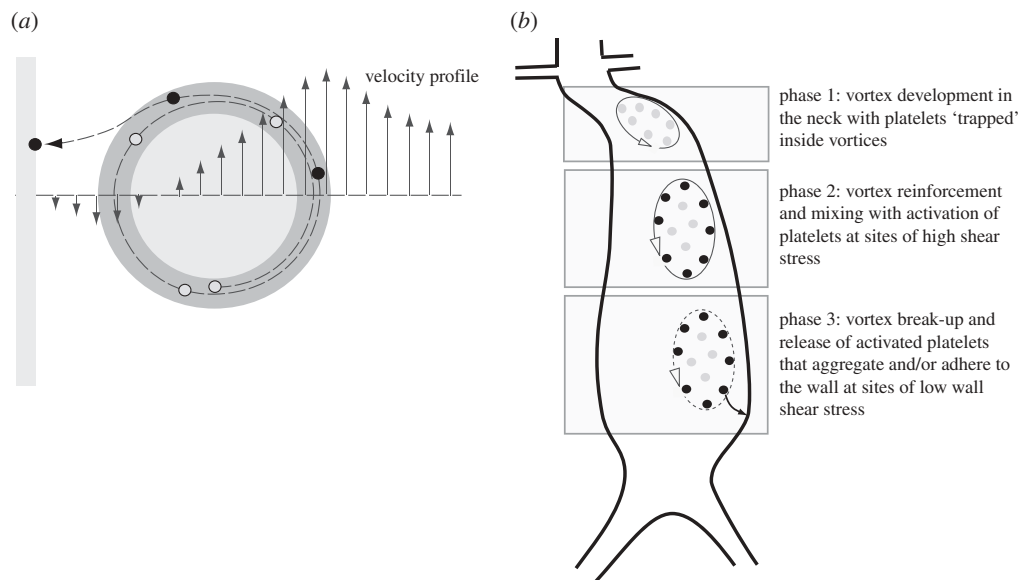 (a)
velocity profile
(b)
phase 1: vortex development in
the neck with platelets ‘trapped’
inside vortices
phase 2: vortex reinforcement
and mixing with activation of
platelets at sites of high shear
stress
phase 3: vortex break-up and
release of activated platelets
that aggregate and/or adhere to
the wall at sites of low wall
shear stress